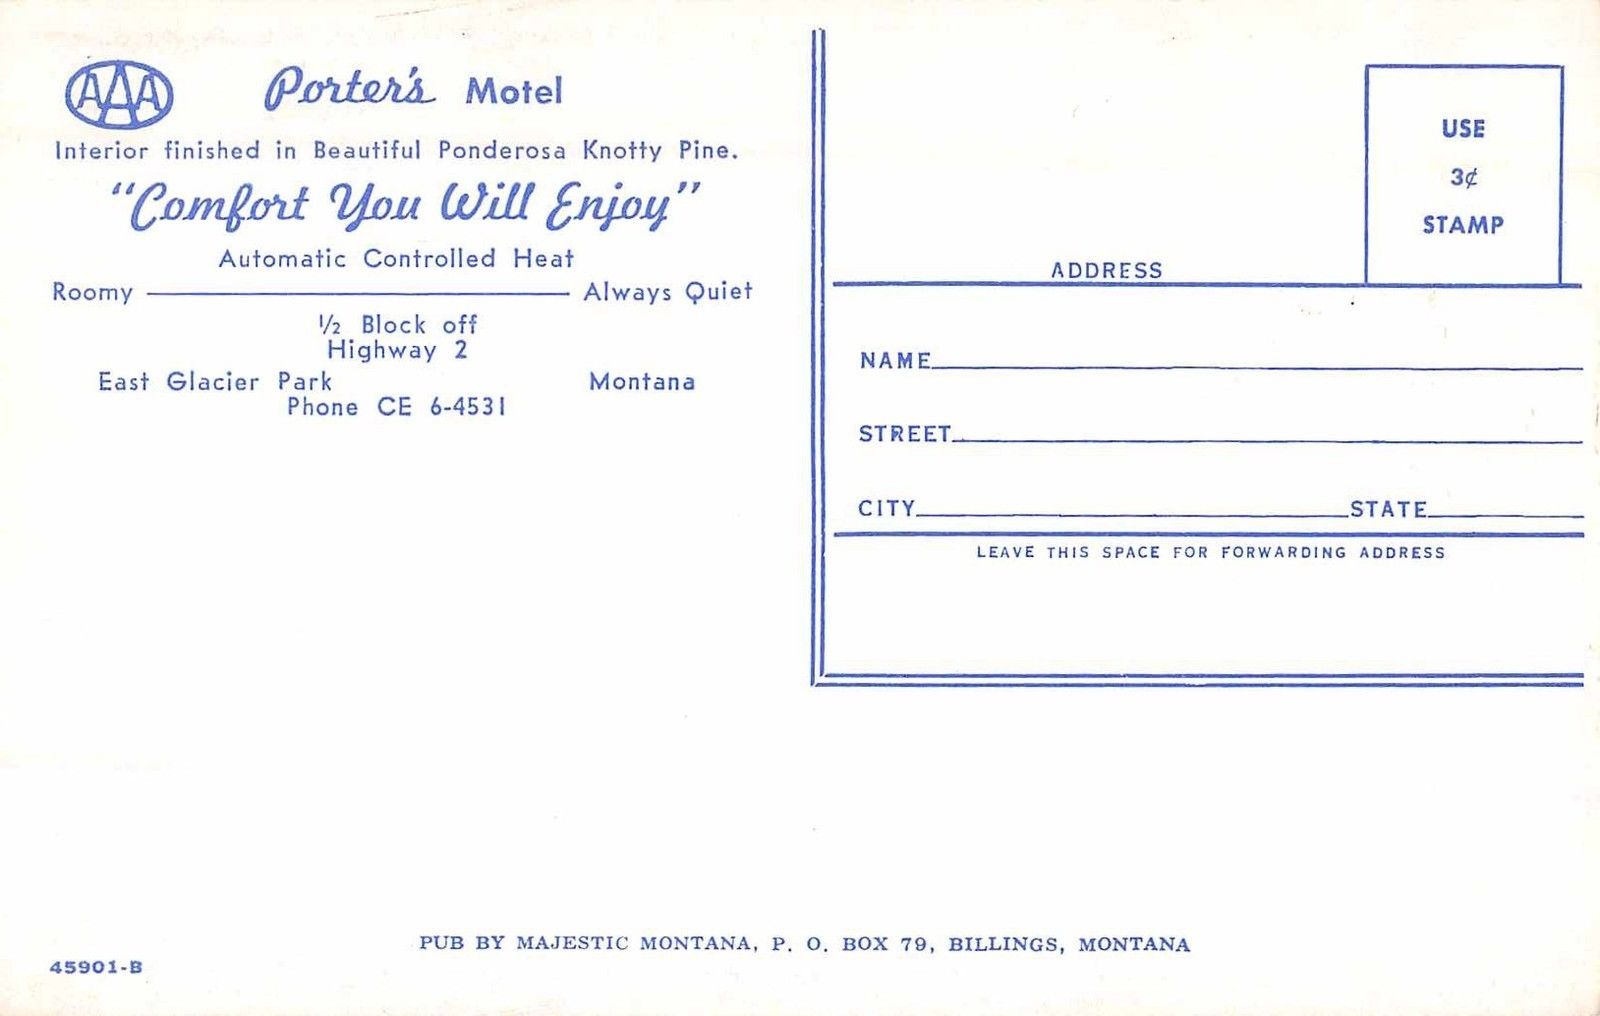 AAA Porter's Motel
Interior finished in Beautiful Ponderosa Knotty Pine.
"Comfort You Will Enjoy"
Automatic Controlled Heat
Roomy Always Quiet
½ Block off
Highway 2
East Glacier Park Montana
Phone CE 6-4531
USE
3¢
STAMP
ADDRESS
NAME
STREET
CITY STATE
LEAVE THIS SPACE FOR FORWARDING ADDRESS
PUB BY MAJESTIC MONTANA, P. O. BOX 79, BILLINGS, MONTANA
45901-B